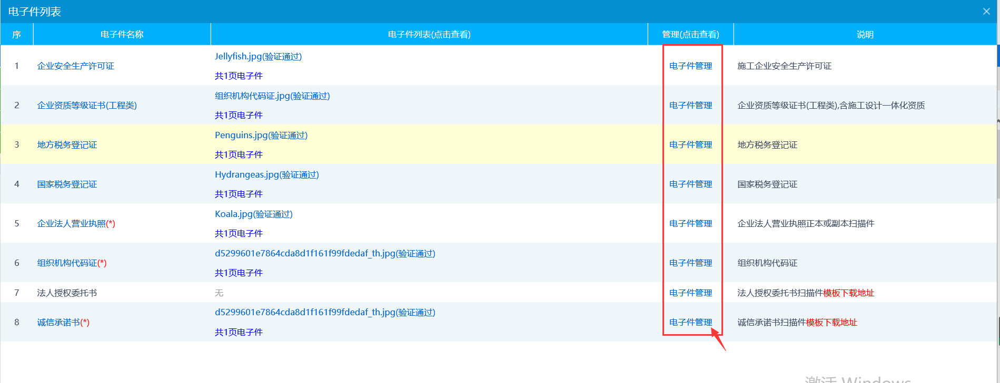 电子件列表
序 电子件名称 电子件列表(点击查看) 管理(点击查看) 说明
1 企业安全生产许可证 Jellyfish.jpg(验证通过) 电子件管理 施工企业安全生产许可证
共1页电子件
2 企业资质等级证书(工程类) 组织机构代码证.jpg(验证通过) 电子件管理 企业资质等级证书(工程类),含施工设计一体化资质
共1页电子件
3 地方税务登记证 Penguins.jpg(验证通过) 电子件管理 地方税务登记证
共1页电子件
4 国家税务登记证 Hydrangeas.jpg(验证通过) 电子件管理 国家税务登记证
共1页电子件
5 企业法人营业执照(*) Koala.jpg(验证通过) 电子件管理 企业法人营业执照正本或副本扫描件
共1页电子件
6 组织机构代码证(*) d5299601e7864cda8d1f161f99fdedaf_th.jpg(验证通过) 电子件管理 组织机构代码证
共1页电子件
7 法人授权委托书 无 电子件管理 法人授权委托书扫描件模板下载地址
8 诚信承诺书(*) d5299601e7864cda8d1f161f99fdedaf_th.jpg(验证通过) 电子件管理 诚信承诺书扫描件模板下载地址
共1页电子件
激活 Windows